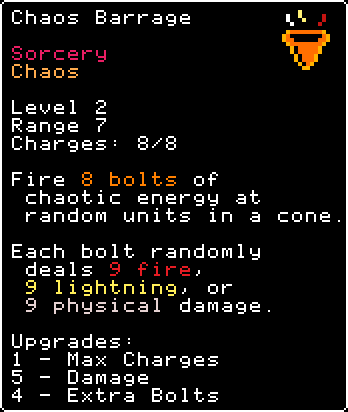 Chaos Barrage
Sorcery
Chaos
Level 2
Range 7
Charges: 8/8
Fire 8 bolts of
chaotic energy at
random units in a cone.
Each bolt randomly
deals 9 fire,
9 lightning, or
9 physical damage.
Upgrades:
1 - Max Charges
5 - Damage
4 - Extra Bolts